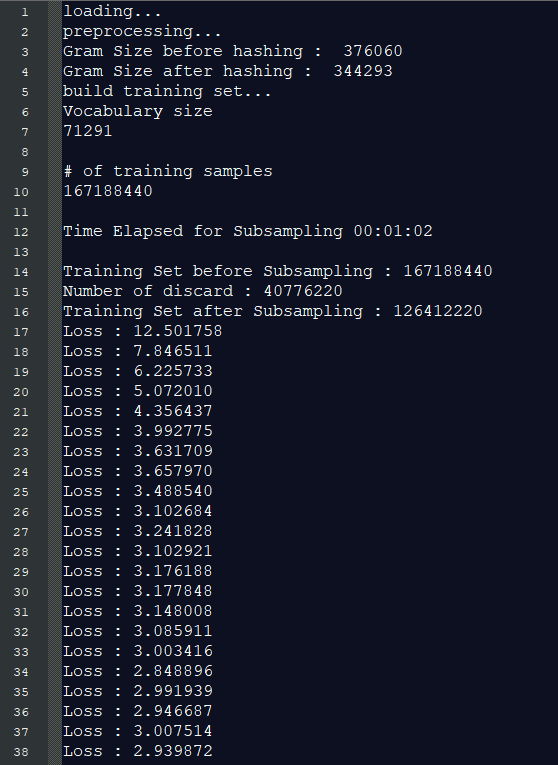 1 loading...
2 preprocessing...
3 Gram Size before hashing :  376060
4 Gram Size after hashing :  344293
5 build training set...
6 Vocabulary size
7 71291
8
9 # of training samples
10 167188440
11
12 Time Elapsed for Subsampling 00:01:02
13
14 Training Set before Subsampling : 167188440
15 Number of discard : 40776220
16 Training Set after Subsampling : 126412220
17 Loss : 12.501758
18 Loss : 7.846511
19 Loss : 6.225733
20 Loss : 5.072010
21 Loss : 4.356437
22 Loss : 3.992775
23 Loss : 3.631709
24 Loss : 3.657970
25 Loss : 3.488540
26 Loss : 3.102684
27 Loss : 3.241828
28 Loss : 3.102921
29 Loss : 3.176188
30 Loss : 3.177848
31 Loss : 3.148008
32 Loss : 3.085911
33 Loss : 3.003416
34 Loss : 2.848896
35 Loss : 2.991939
36 Loss : 2.946687
37 Loss : 3.007514
38 Loss : 2.939872